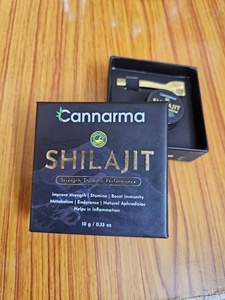 Cannarma
SHILAJIT
Strength, Stamina, Performance
Improve strength | Stamina | Boost Immunity
Metabolism | Endurance | Natural Aphrodisiac
Helps in Inflammation
10 g / 0.35 oz
SHILAJIT